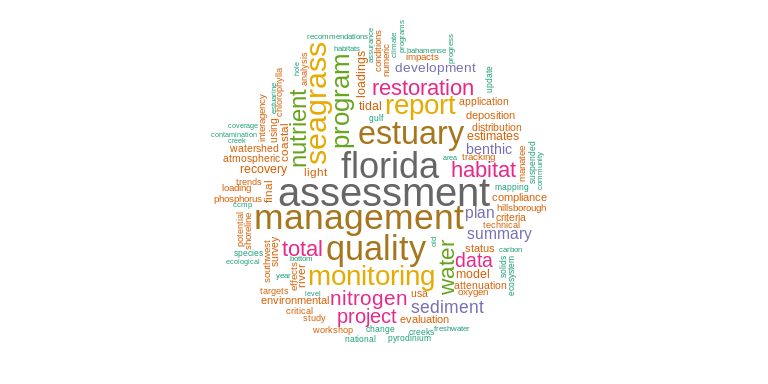 recommendations
habitats
assurance
conditions
numeric
climate
programs
bahamense
progress
impacts
development
update
hole
analysis
seagrass
program
loadings
restoration
estuarine
chlorophylla
nutrient
tidal
report
application
gulf
deposition
interagency
using
coastal
estuary
distribution
estimates
coverage
contamination
creek
watershed
atmospheric
recovery
light
florida
area
benthic
tracking
habitat
manatee
suspended
community
trends
loading
phosphorus
ccmp
final
assessment
mapping
compliance
potential
shoreline
management
plan
hillsborough
criteria
technical
summary
species
ecological
southwest
survey
total
quality
old
water
status
carbon
data
bottom
year
effects
river
monitoring
model
solids
ecosystem
attenuation
oxygen
targets
environmental
level
nitrogen
usa
sediment
critical
study
project
evaluation
workshop
change
creeks
freshwater
national
pyrodinium